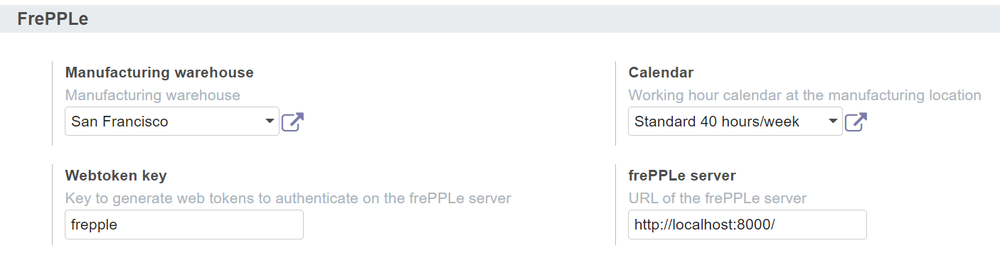 FrePPLe
Manufacturing warehouse
Manufacturing warehouse
San Francisco
Calendar
Working hour calendar at the manufacturing location
Standard 40 hours/week
Webtoken key
Key to generate web tokens to authenticate on the frePPLe server
frepple
frePPLe server
URL of the frePPLe server
http://localhost:8000/